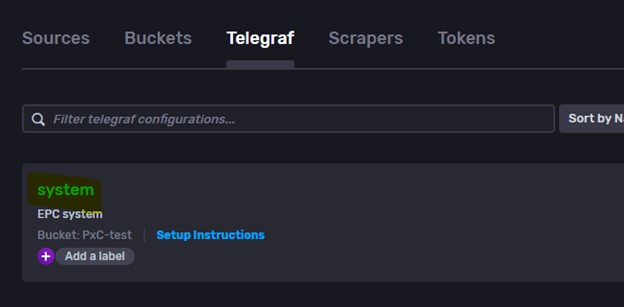 Sources Buckets Telegraf Scrapers Tokens
Filter telegraf configurations...
Sort by N
system
EPC system
Bucket: PxC-test Setup Instructions
+ Add a label